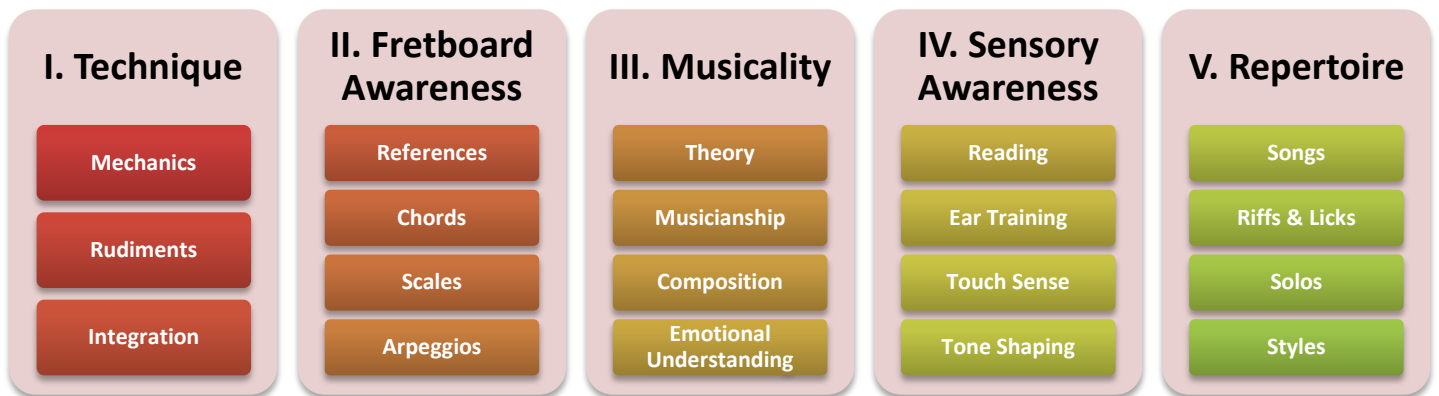 I. Technique
Mechanics
Rudiments
Integration
II. Fretboard
Awareness
References
Chords
Scales
Arpeggios
III. Musicality
Theory
Musicianship
Composition
Emotional
Understanding
IV. Sensory
Awareness
Reading
Ear Training
Touch Sense
Tone Shaping
V. Repertoire
Songs
Riffs & Licks
Solos
Styles